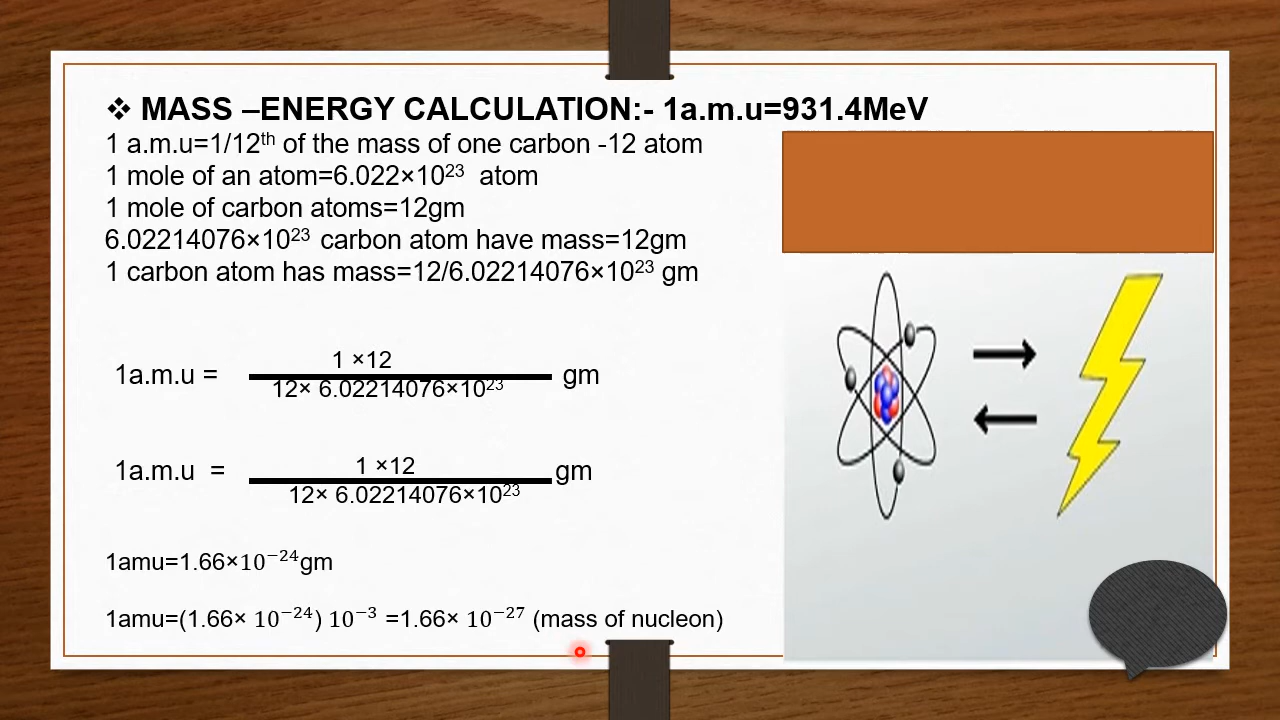 ❖ MASS –ENERGY CALCULATION:- 1a.m.u=931.4MeV
1 a.m.u=1/12ᵗʰ of the mass of one carbon -12 atom
1 mole of an atom=6.022×10²³ atom
1 mole of carbon atoms=12gm
6.02214076×10²³ carbon atom have mass=12gm
1 carbon atom has mass=12/6.02214076×10²³ gm
1 ×12
1a.m.u = gm
12× 6.02214076×10²³
1 ×12
1a.m.u = gm
12× 6.02214076×10²³
1amu=1.66×10⁻²⁴gm
1amu=(1.66× 10⁻²⁴) 10⁻³ =1.66× 10⁻²⁷ (mass of nucleon)